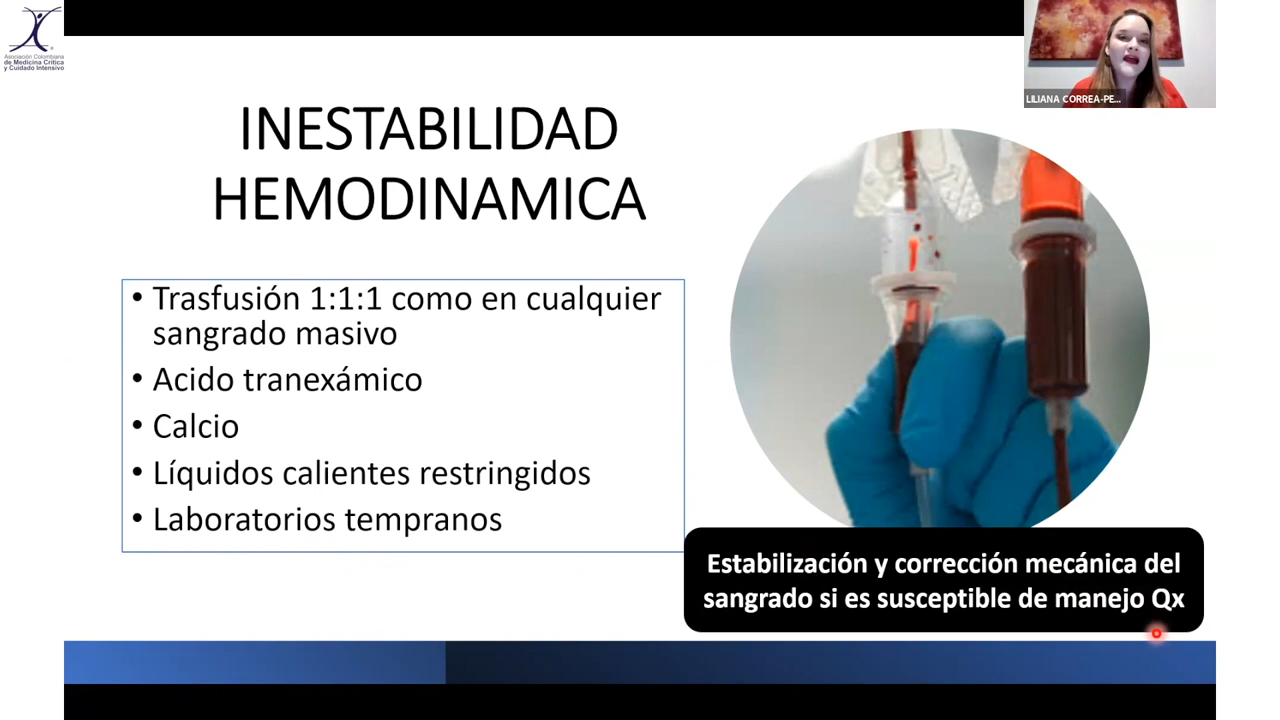 Asociación Colombiana
de Medicina Crítica
y Cuidado Intensivo
LILIANA CORREA-PE...
INESTABILIDAD
HEMODINAMICA
• Trasfusión 1:1:1 como en cualquier
sangrado masivo
• Acido tranexámico
• Calcio
• Líquidos calientes restringidos
• Laboratorios tempranos
Estabilización y corrección mecánica del
sangrado si es susceptible de manejo Qx